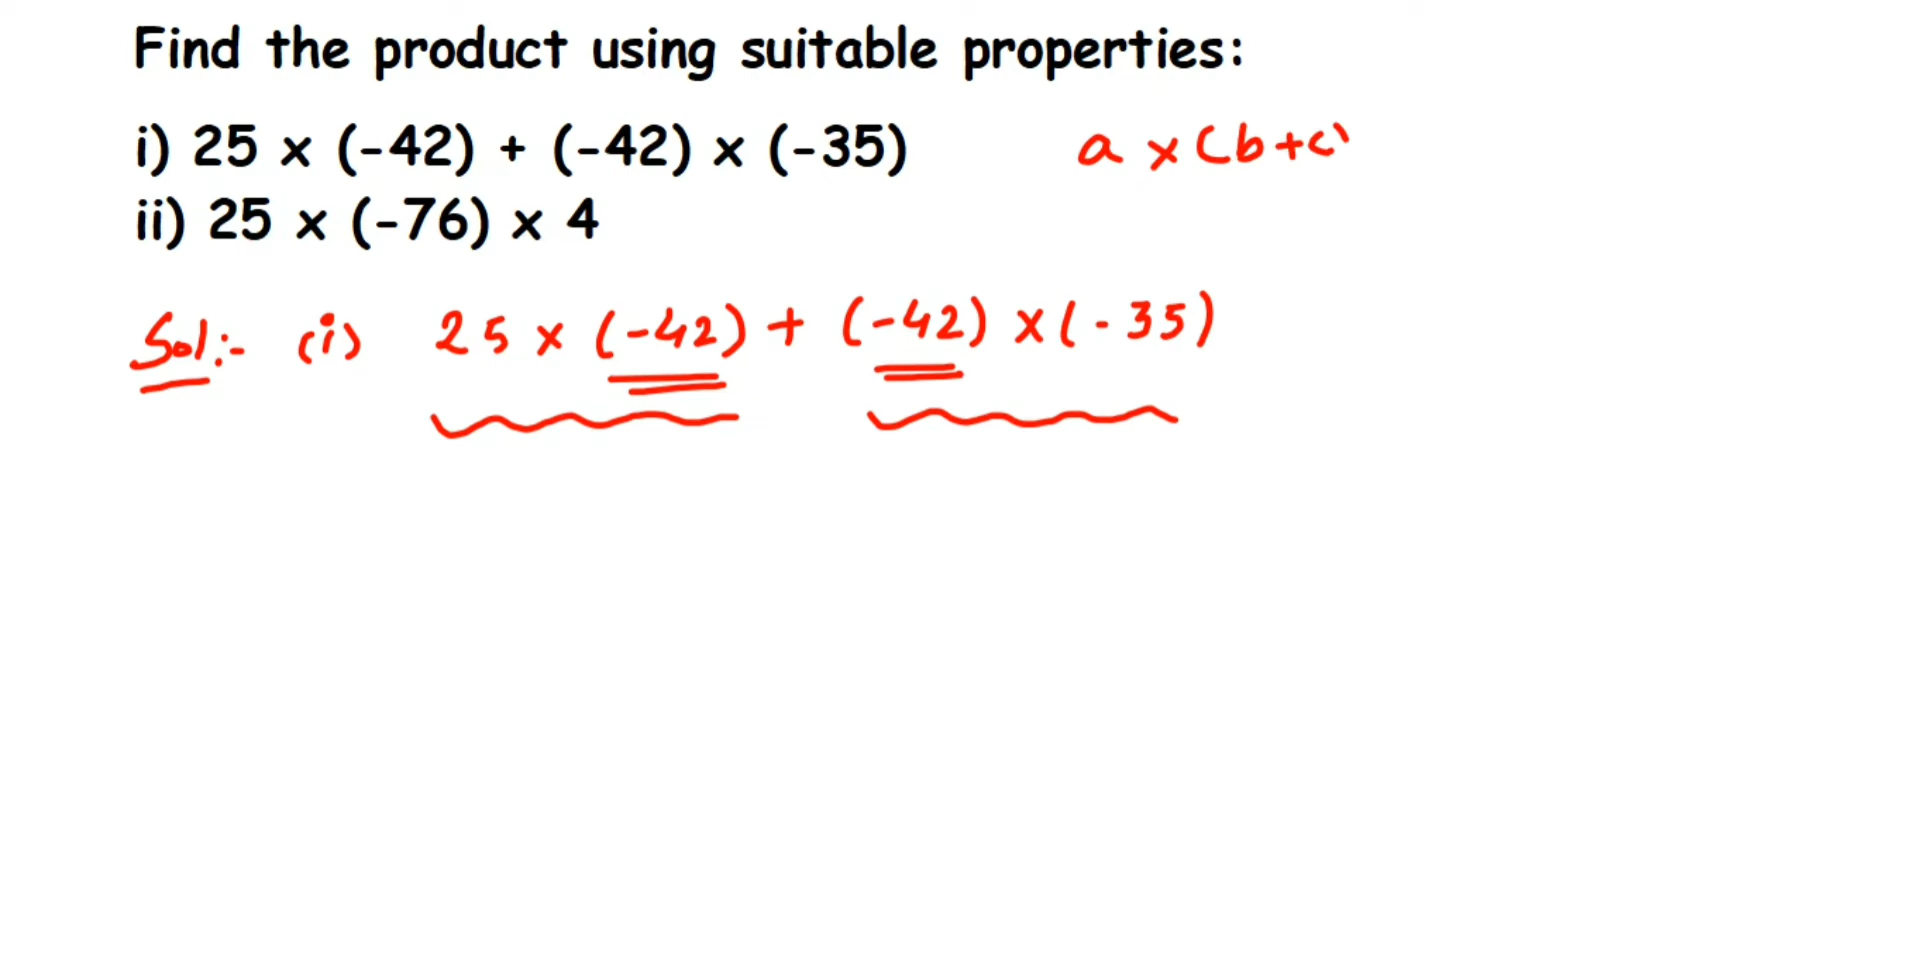 Find the product using suitable properties:
i) 25 x (-42) + (-42) x (-35)
a x (b+c)
ii) 25 x (-76) x 4
Sol:- (i) 25 x (-42) + (-42) x (-35)